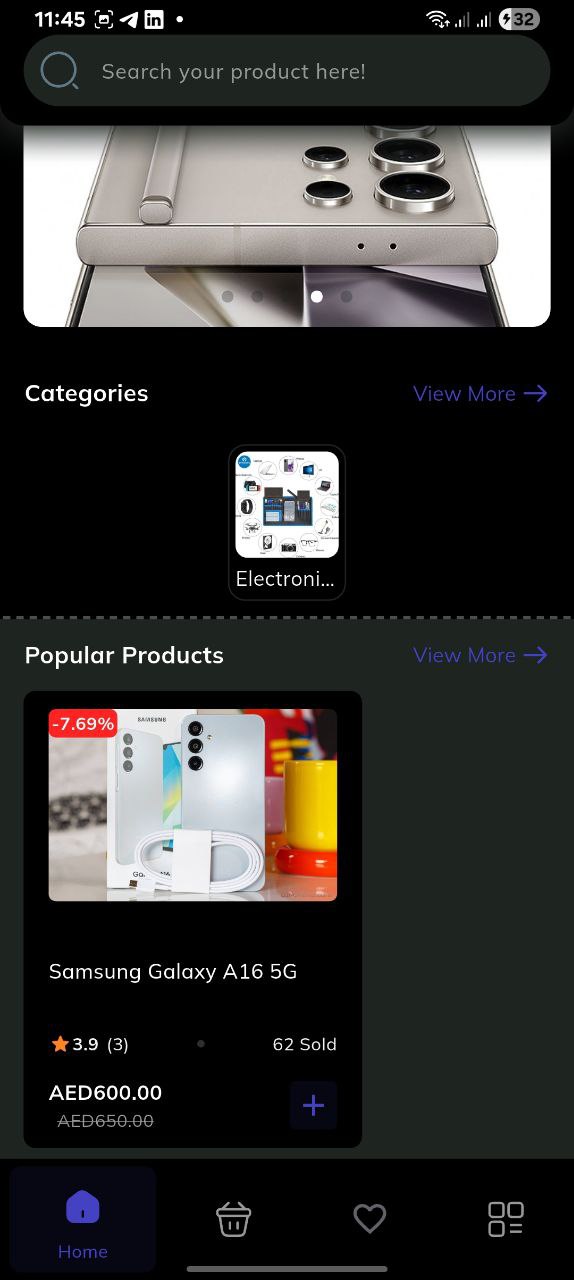 11:45
32
Search your product here!
Categories
View More
Electroni...
Popular Products
View More
-7.69%
SAMSUNG
Samsung Galaxy A16 5G
3.9 (3)
62 Sold
AED600.00
AED650.00
Home